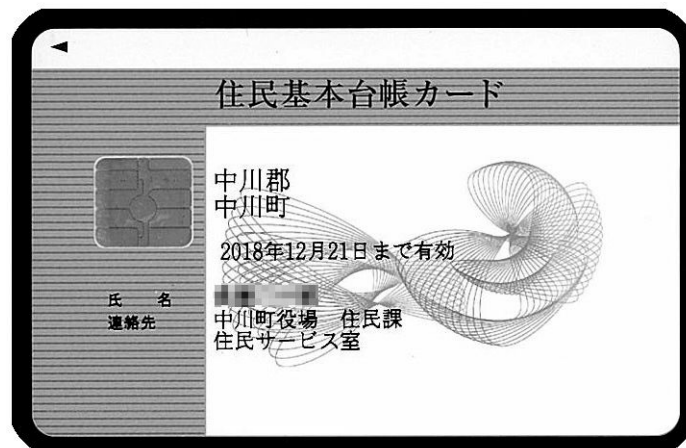 住民基本台帳カード
中川郡
中川町
2018年12月21日まで有効
氏　名
連絡先
中川町役場　住民課
住民サービス室